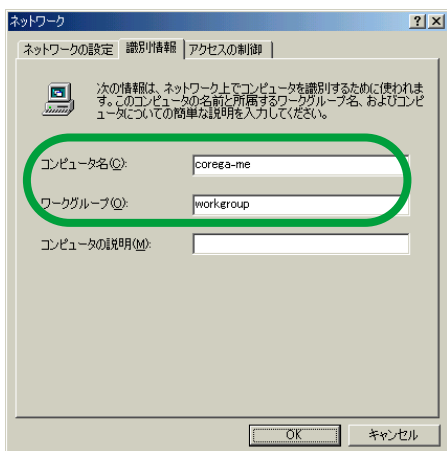 ネットワーク
ネットワークの設定 識別情報 アクセスの制御
次の情報は、ネットワーク上でコンピュータを識別するために使われま
す。このコンピュータの名前と所属するワークグループ名、およびコンピ
ュータについての簡単な説明を入力してください。
コンピュータ名(C): corega-me
ワークグループ(O): workgroup
コンピュータの説明(M):
OK キャンセル